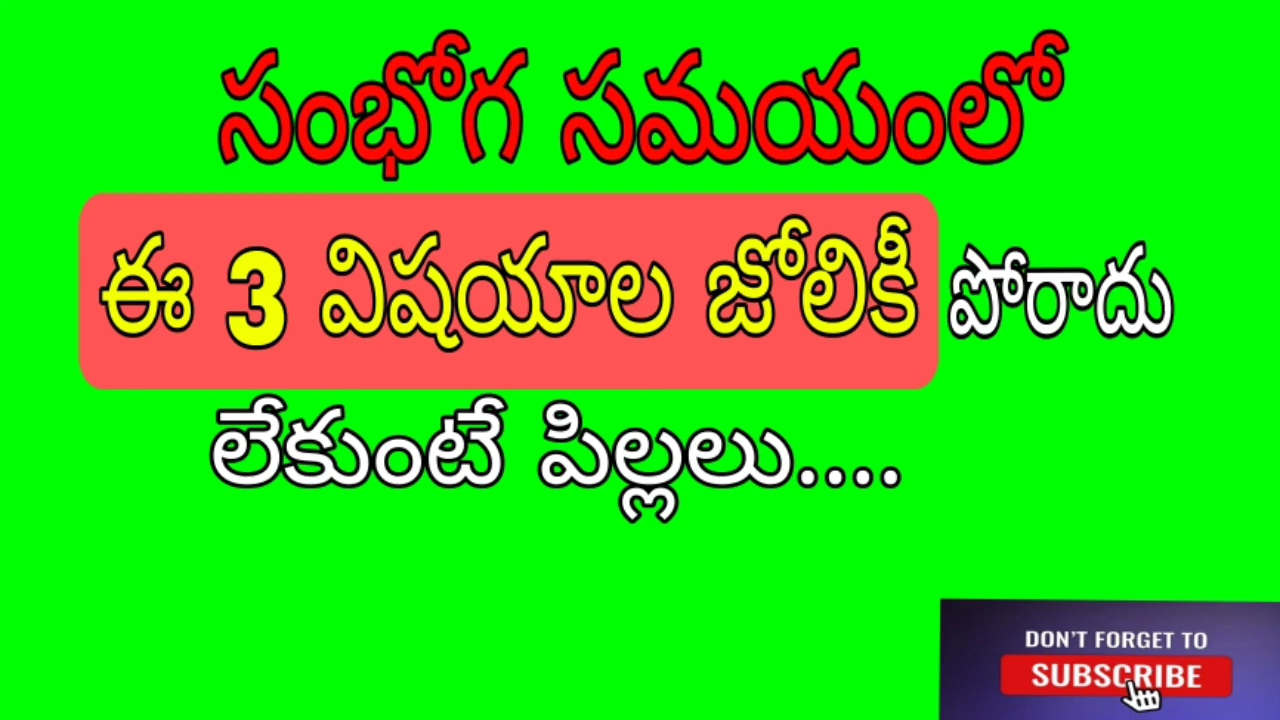 సంభోగ సమయంలో
ఈ 3 విషయాల జోలికీ పోరాదు
లేకుంటే పిల్లలు....
DON'T FORGET TO
SUBSCRIBE